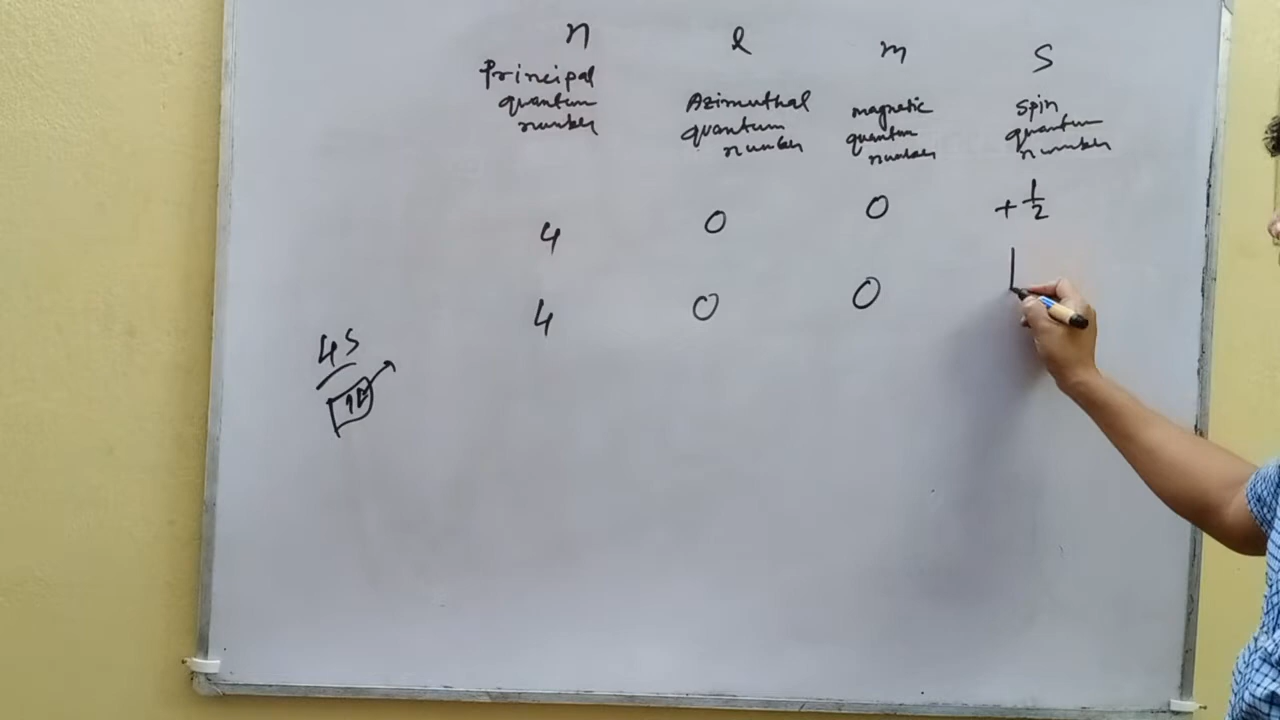 n l m s
Principal quantum number
Azimuthal quantum number
magnetic quantum number
spin quantum number
4 0 0 + 1/2
4 0 0
4s